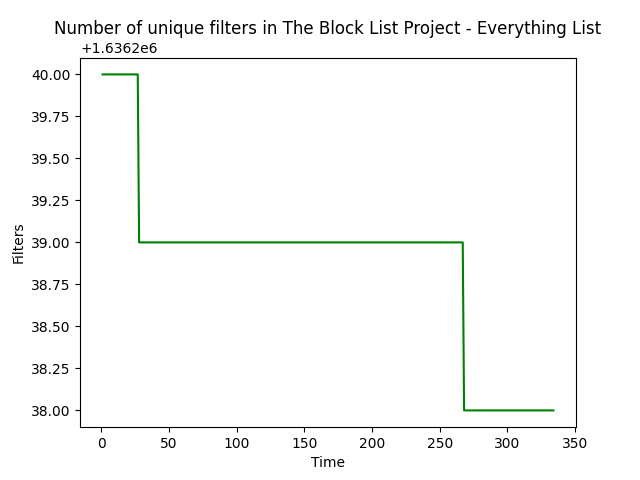 Number of unique filters in The Block List Project - Everything List
+1.6362e6
40.00
39.75
39.50
39.25
39.00
38.75
38.50
38.25
38.00
Filters
0 50 100 150 200 250 300 350
Time